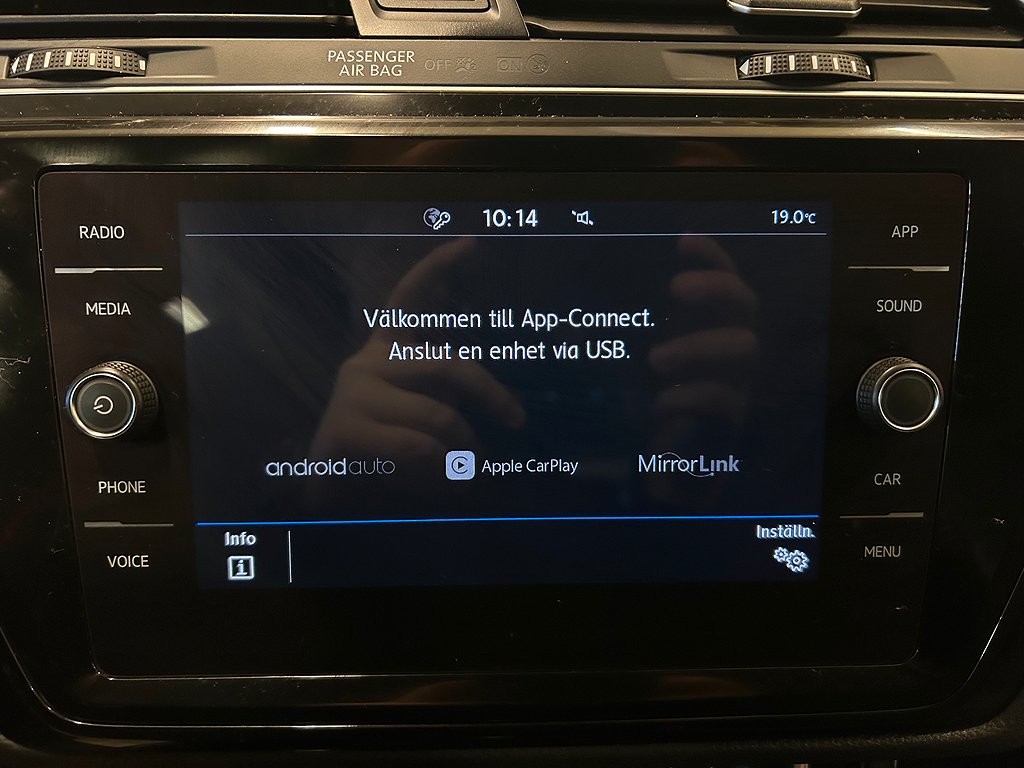 PASSENGER
AIR BAG
OFF
ON
RADIO
MEDIA
PHONE
VOICE
10:14
19.0°C
Välkommen till App-Connect.
Anslut en enhet via USB.
androidauto
Apple CarPlay
MirrorLink
Info
i
Inställn.
APP
SOUND
CAR
MENU